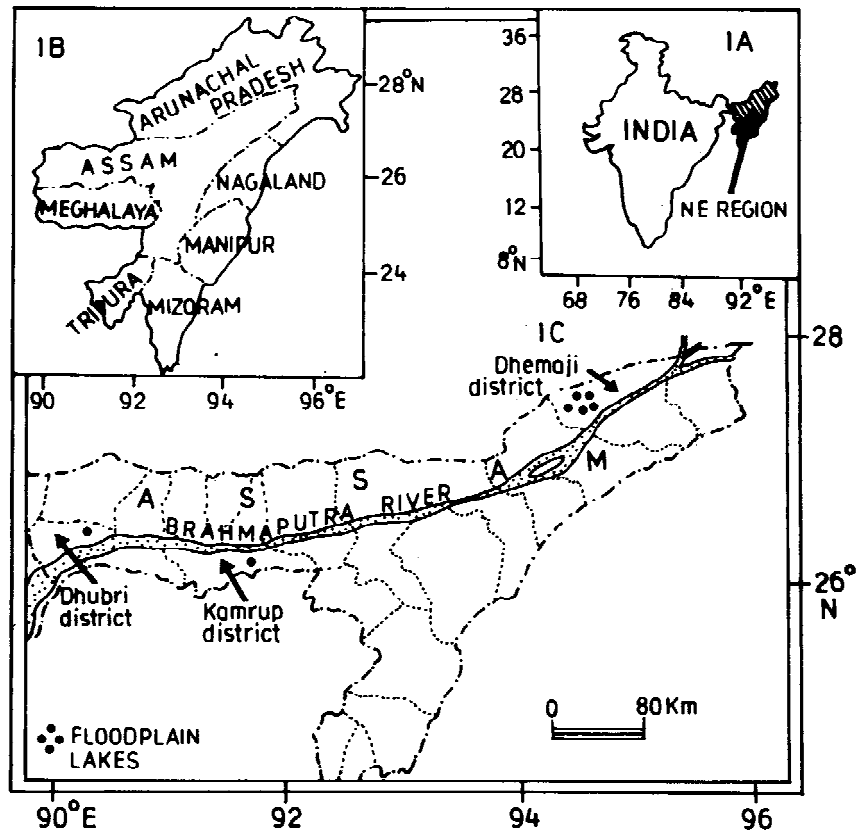 1B
ARUNACHAL
PRADESH
ASSAM
MEGHALAYA
NAGALAND
MANIPUR
TRIPURA
MIZORAM
28°N
26
24
90 92 94 96°E
1A
36
28
20
12
8°N
INDIA
NE REGION
68 76 84 92°E
1C
Dhemaji
district
28
A S S A M
BRAHMAPUTRA RIVER
Dhubri
district
Kamrup
district
26°
N
0 80 Km
FLOODPLAIN
LAKES
90°E 92 94 96